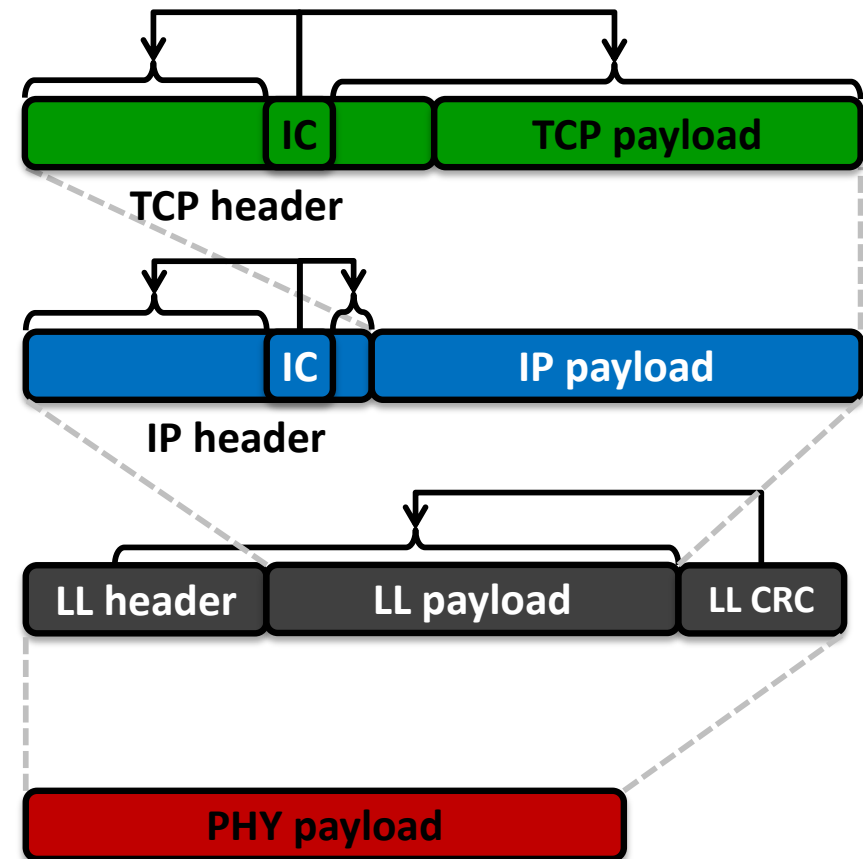 IC TCP payload
TCP header
IC IP payload
IP header
LL header LL payload LL CRC
PHY payload